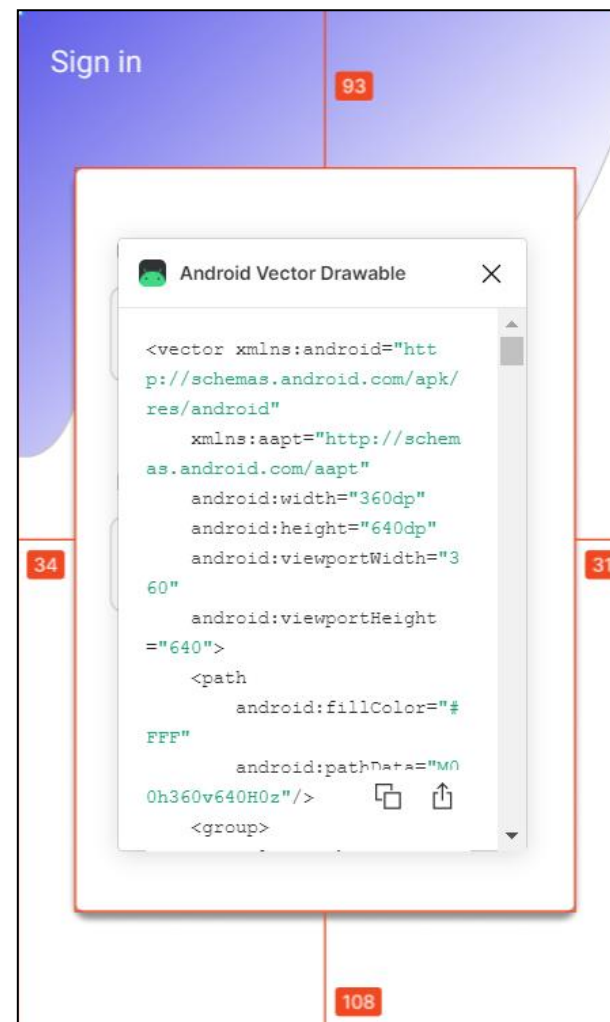 Sign in
93
Android Vector Drawable
<vector xmlns:android="htt
p://schemas.android.com/apk/
res/android"
    xmlns:aapt="http://schem
as.android.com/aapt"
    android:width="360dp"
    android:height="640dp"
    android:viewportWidth="3
60"
    android:viewportHeight
="640">
    <path
        android:fillColor="#
FFF"
        android:pathData="M0
0h360v640H0z"/>
    <group>
34
31
108